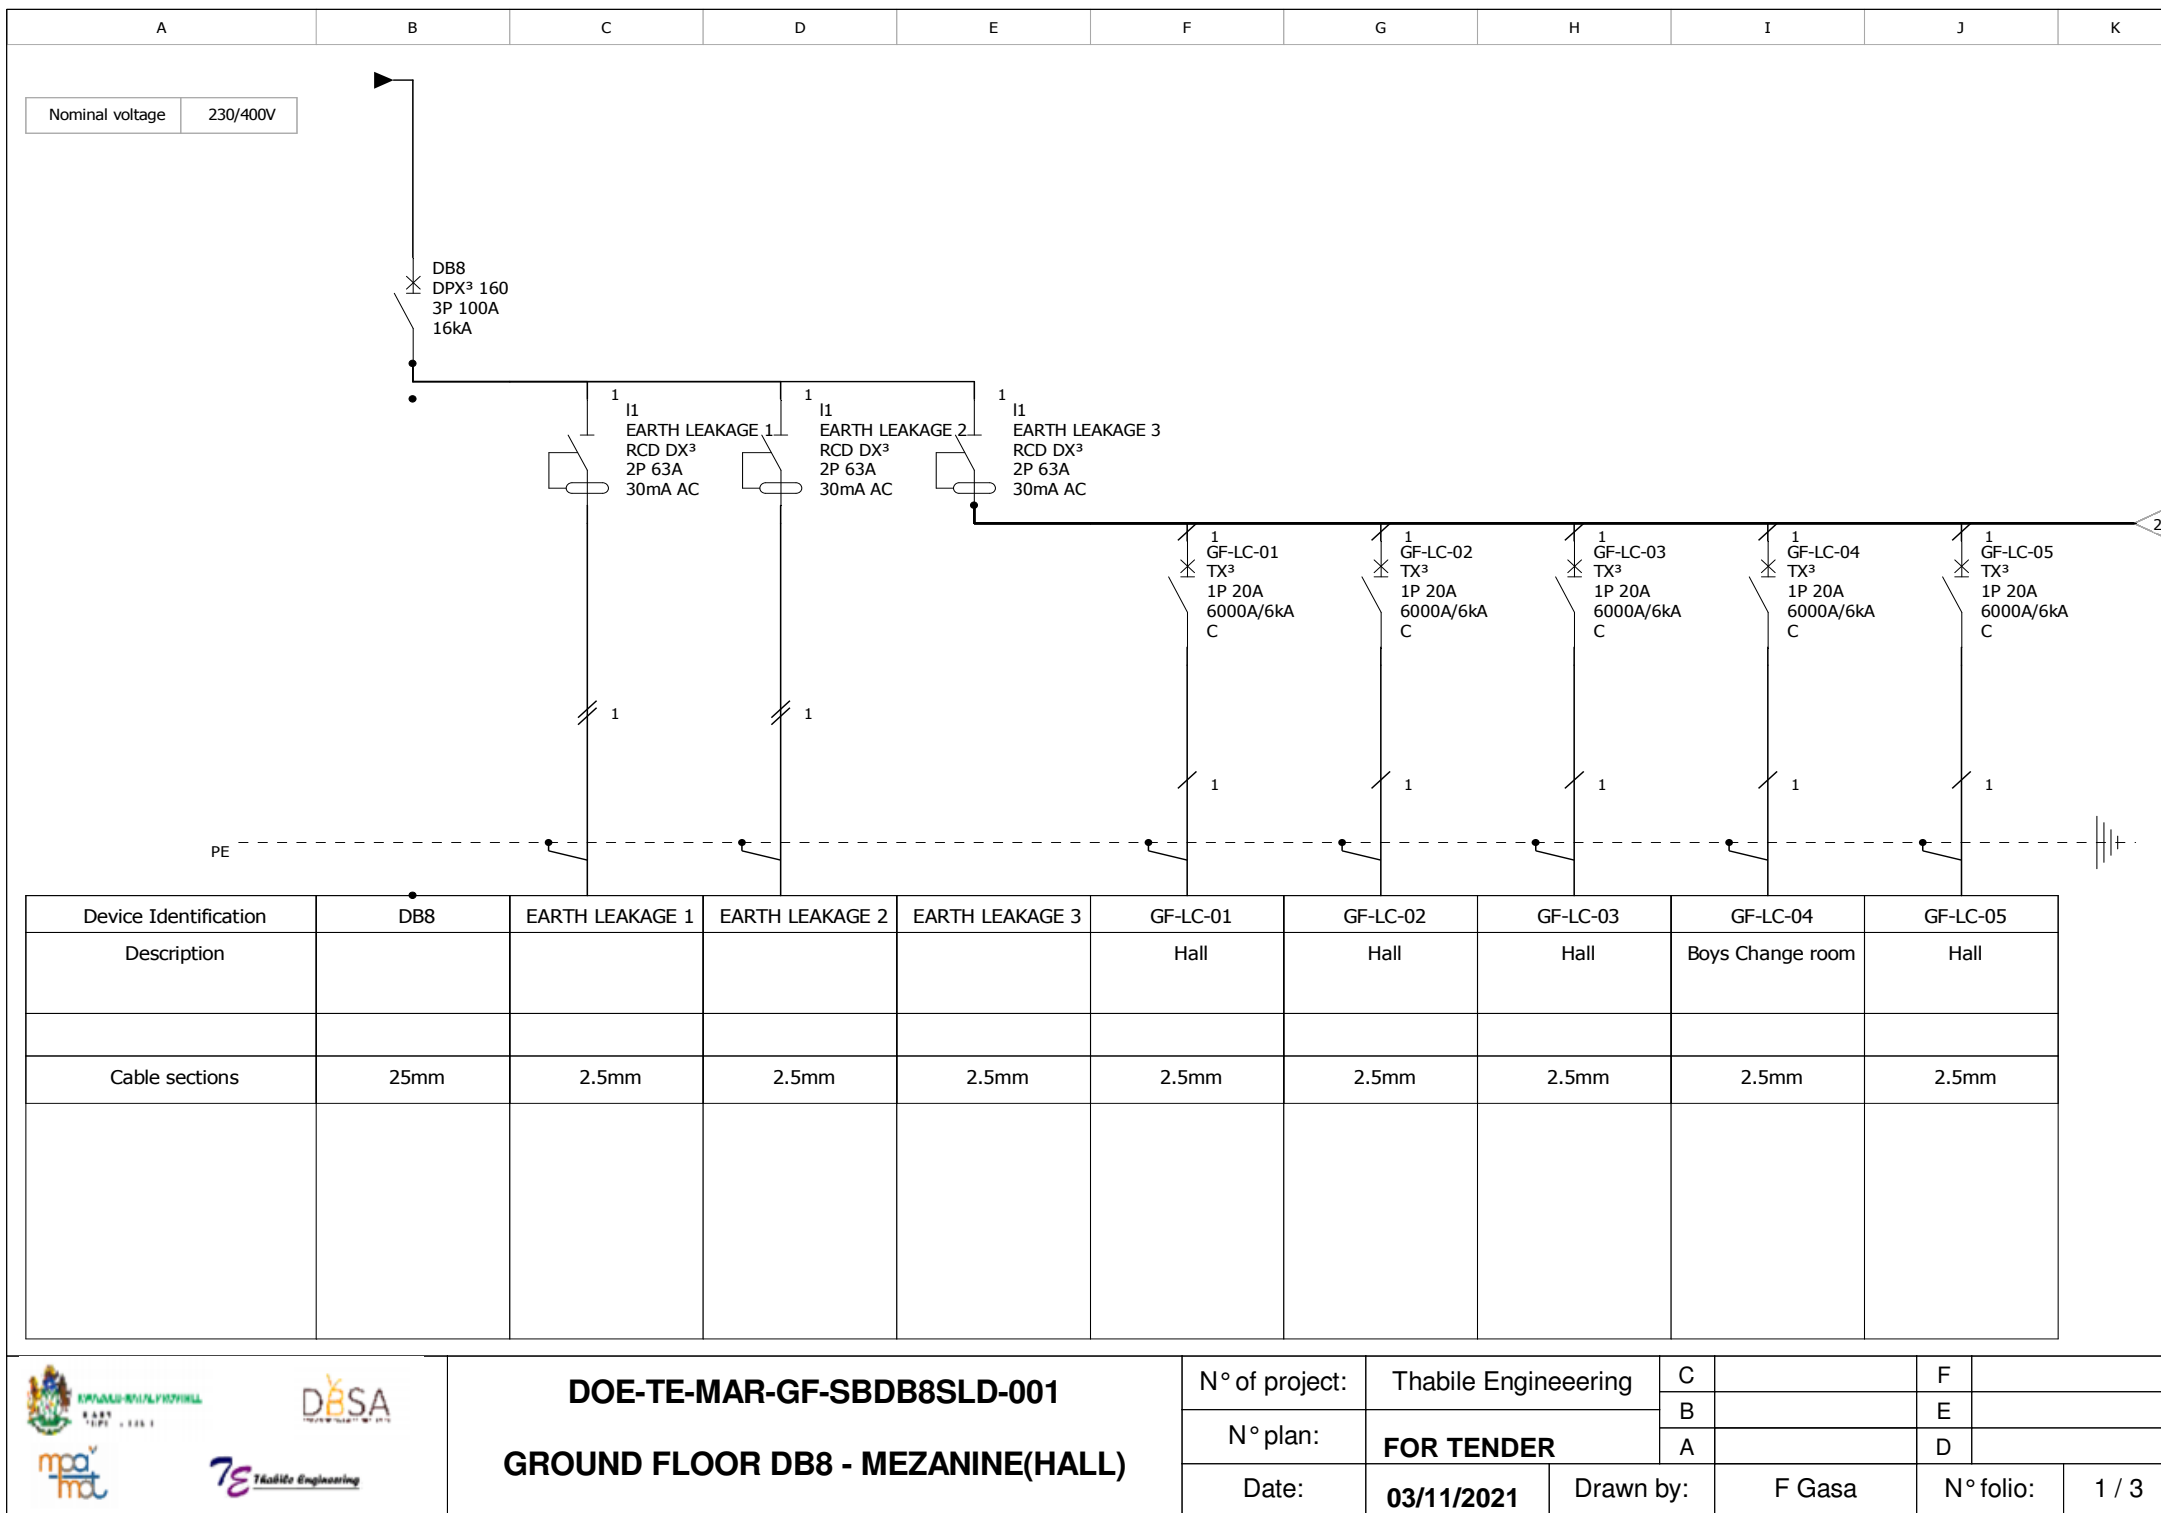 A B C D E F G H I J K
Nominal voltage 230/400V
DB8
DPX³ 160
3P 100A
16kA
1
I1
EARTH LEAKAGE 1
RCD DX³
2P 63A
30mA AC
1
I1
EARTH LEAKAGE 2
RCD DX³
2P 63A
30mA AC
1
I1
EARTH LEAKAGE 3
RCD DX³
2P 63A
30mA AC
2
1
GF-LC-01
TX³
1P 20A
6000A/6kA
C
1
GF-LC-02
TX³
1P 20A
6000A/6kA
C
1
GF-LC-03
TX³
1P 20A
6000A/6kA
C
1
GF-LC-04
TX³
1P 20A
6000A/6kA
C
1
GF-LC-05
TX³
1P 20A
6000A/6kA
C
1 1
1 1 1 1 1
PE
Device Identification DB8 EARTH LEAKAGE 1 EARTH LEAKAGE 2 EARTH LEAKAGE 3 GF-LC-01 GF-LC-02 GF-LC-03 GF-LC-04 GF-LC-05
Description Hall Hall Hall Boys Change room Hall
Cable sections 25mm 2.5mm 2.5mm 2.5mm 2.5mm 2.5mm 2.5mm 2.5mm 2.5mm
DBSA
Thabile Engineering
DOE-TE-MAR-GF-SBDB8SLD-001
GROUND FLOOR DB8 - MEZANINE(HALL)
N° of project: Thabile Engineeering
N° plan: FOR TENDER
C F
B E
A D
Date: 03/11/2021 Drawn by: F Gasa N° folio: 1 / 3